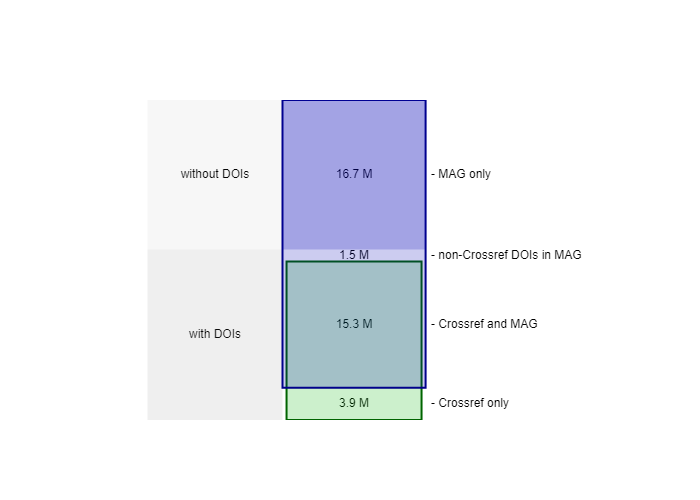 without DOIs 16.7 M - MAG only
1.5 M - non-Crossref DOIs in MAG
15.3 M - Crossref and MAG
with DOIs
3.9 M - Crossref only